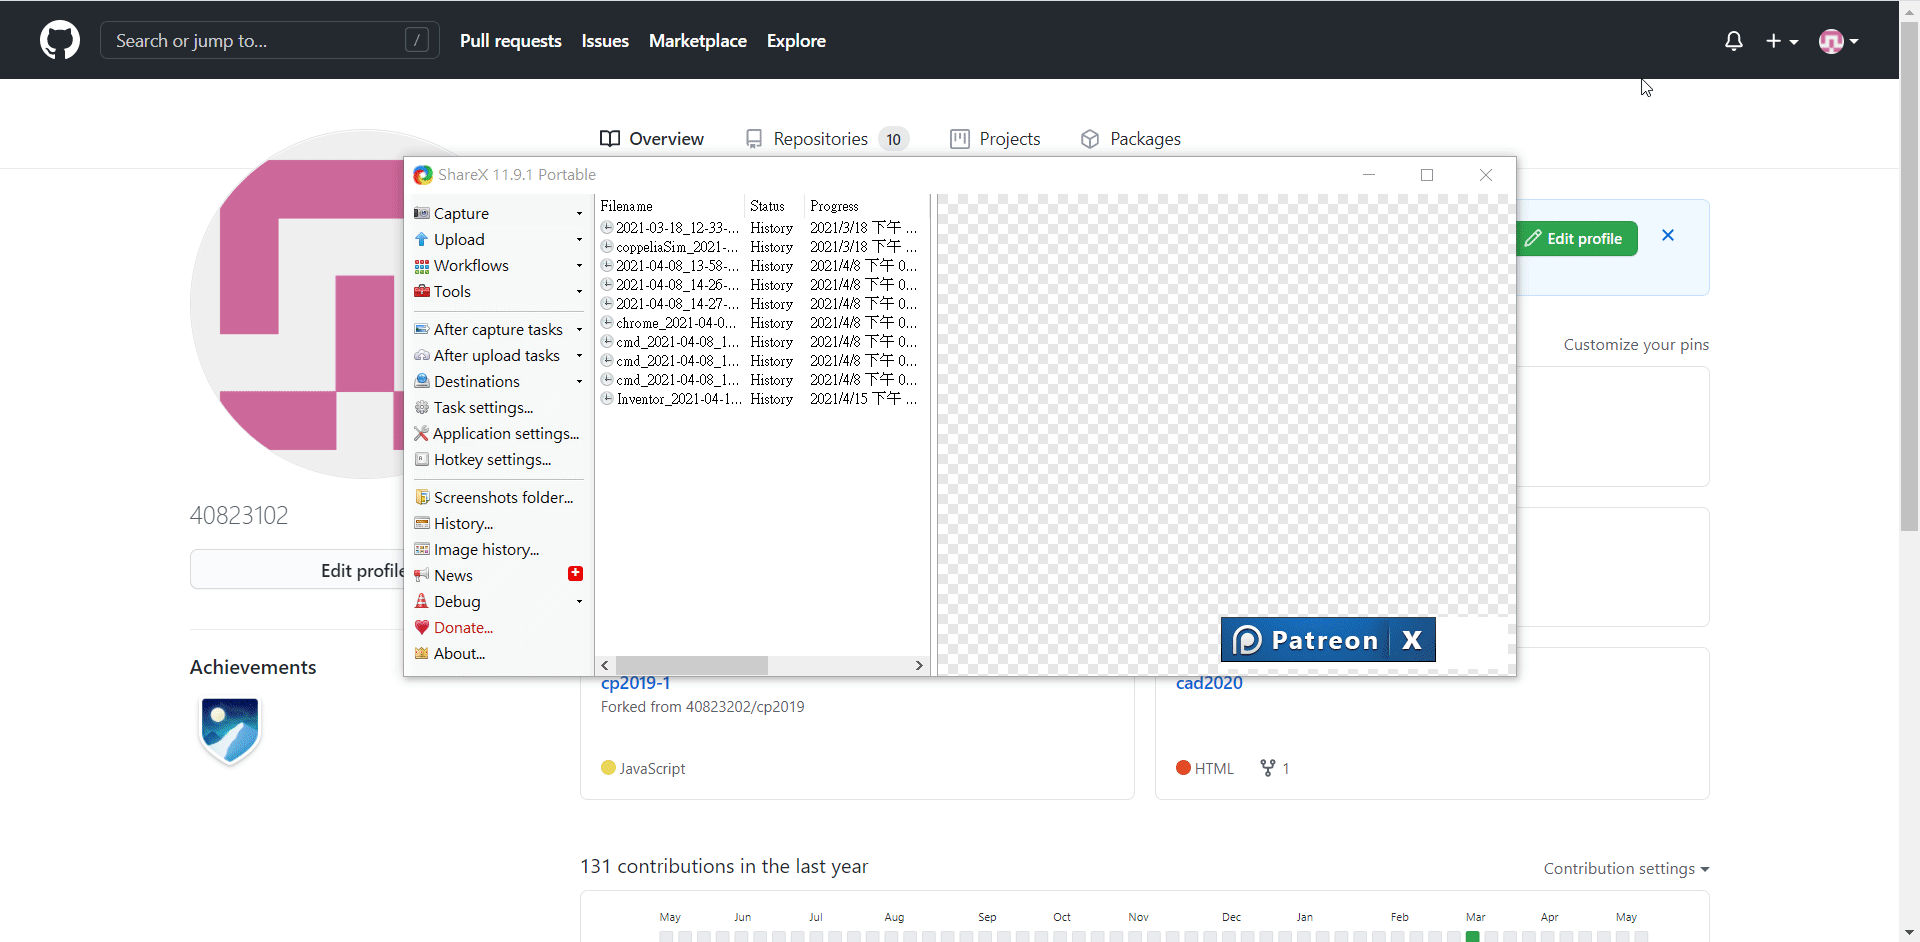 Search or jump to...
/
Pull requests
Issues
Marketplace
Explore
Overview
Repositories 10
Projects
Packages
ShareX 11.9.1 Portable
Capture
Upload
Workflows
Tools
After capture tasks
After upload tasks
Destinations
Task settings...
Application settings...
Hotkey settings...
Screenshots folder...
History...
Image history...
News
Debug
Donate...
About...
Filename Status Progress
2021-03-18_12-33-... History 2021/3/18 下午 ...
coppeliaSim_2021-... History 2021/3/18 下午 ...
2021-04-08_13-58-... History 2021/4/8 下午 0...
2021-04-08_14-26-... History 2021/4/8 下午 0...
2021-04-08_14-27-... History 2021/4/8 下午 0...
chrome_2021-04-0... History 2021/4/8 下午 0...
cmd_2021-04-08_1... History 2021/4/8 下午 0...
cmd_2021-04-08_1... History 2021/4/8 下午 0...
cmd_2021-04-08_1... History 2021/4/8 下午 0...
Inventor_2021-04-1... History 2021/4/15 下午 ...
Patreon X
Edit profile
Customize your pins
40823102
Edit profile
Achievements
cp2019-1
Forked from 40823202/cp2019
JavaScript
cad2020
HTML
1
131 contributions in the last year
Contribution settings
May Jun Jul Aug Sep Oct Nov Dec Jan Feb Mar Apr May